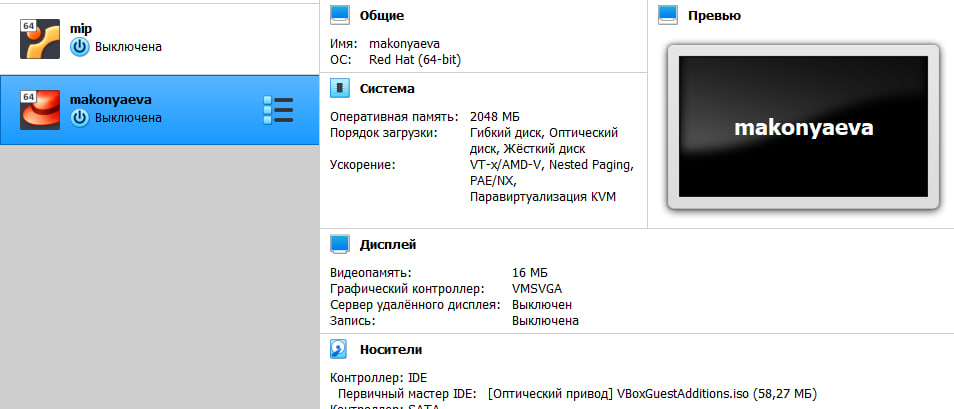 64
mip
Выключена
64
makonyaeva
Выключена
Общие
Имя: makonyaeva
ОС: Red Hat (64-bit)
Система
Оперативная память: 2048 МБ
Порядок загрузки: Гибкий диск, Оптический
диск, Жёсткий диск
Ускорение: VT-x/AMD-V, Nested Paging,
PAE/NX,
Паравиртуализация KVM
Превью
makonyaeva
Дисплей
Видеопамять: 16 МБ
Графический контроллер: VMSVGA
Сервер удалённого дисплея: Выключен
Запись: Выключена
Носители
Контроллер: IDE
Первичный мастер IDE: [Оптический привод] VBoxGuestAdditions.iso (58,27 МБ)
Контроллер: SATA